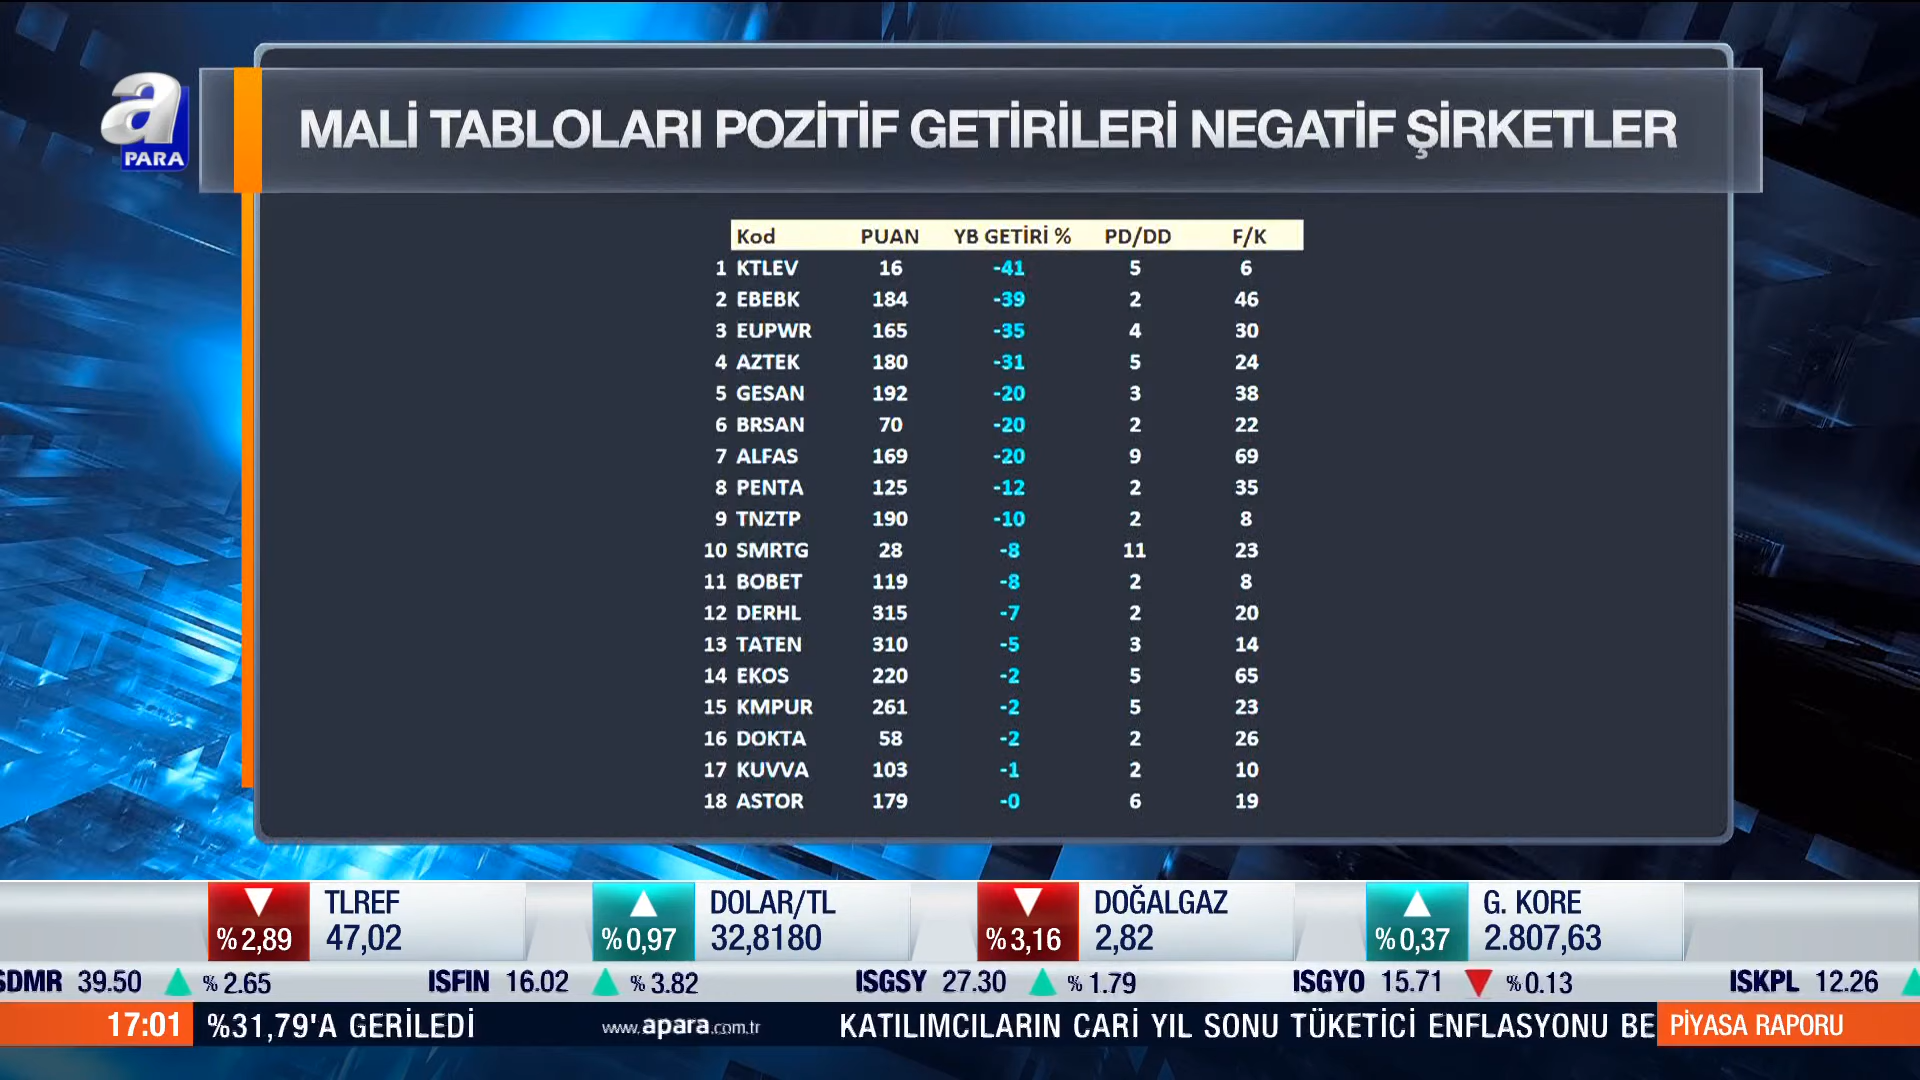 a
PARA
MALİ TABLOLARI POZİTİF GETİRİLERİ NEGATİF ŞİRKETLER
Kod PUAN YB GETİRİ % PD/DD F/K
1 KTLEV 16 -41 5 6
2 EBEBK 184 -39 2 46
3 EUPWR 165 -35 4 30
4 AZTEK 180 -31 5 24
5 GESAN 192 -20 3 38
6 BRSAN 70 -20 2 22
7 ALFAS 169 -20 9 69
8 PENTA 125 -12 2 35
9 TNZTP 190 -10 2 8
10 SMRTG 28 -8 11 23
11 BOBET 119 -8 2 8
12 DERHL 315 -7 2 20
13 TATEN 310 -5 3 14
14 EKOS 220 -2 5 65
15 KMPUR 261 -2 5 23
16 DOKTA 58 -2 2 26
17 KUVVA 103 -1 2 10
18 ASTOR 179 -0 6 19
TLREF DOLAR/TL DOĞALGAZ G. KORE
%2,89 47,02 %0,97 32,8180 %3,16 2,82 %0,37 2.807,63
SDMR 39.50 %2.65 ISFIN 16.02 %3.82 ISGSY 27.30 %1.79 ISGYO 15.71 %0.13 ISKPL 12.26
17:01 %31,79'A GERİLEDİ www.apara.com.tr KATILIMCILARIN CARİ YIL SONU TÜKETİCİ ENFLASYONU BE PİYASA RAPORU